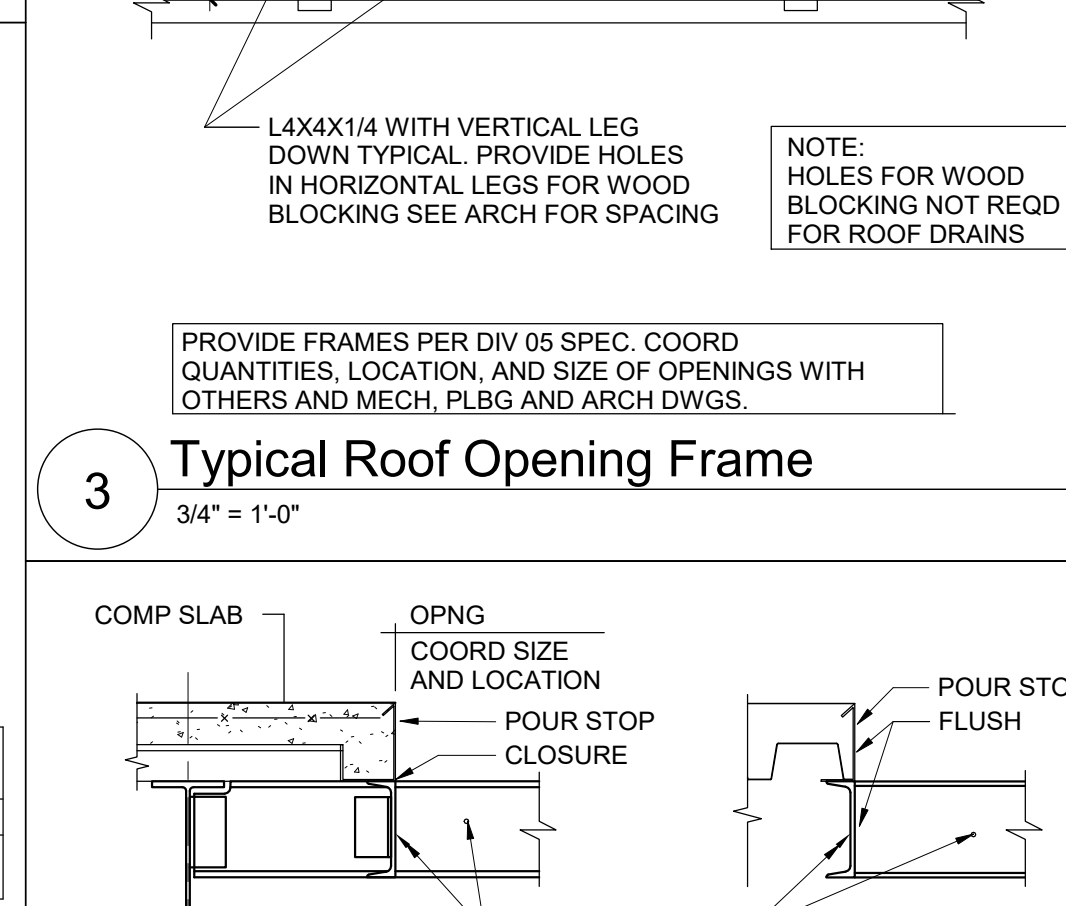 L4X4X1/4 WITH VERTICAL LEG
DOWN TYPICAL. PROVIDE HOLES
IN HORIZONTAL LEGS FOR WOOD
BLOCKING SEE ARCH FOR SPACING
NOTE:
HOLES FOR WOOD
BLOCKING NOT REQD
FOR ROOF DRAINS
PROVIDE FRAMES PER DIV 05 SPEC. COORD
QUANTITIES, LOCATION, AND SIZE OF OPENINGS WITH
OTHERS AND MECH, PLBG AND ARCH DWGS.
3
Typical Roof Opening Frame
3/4" = 1'-0"
COMP SLAB
OPNG
COORD SIZE
AND LOCATION
POUR STOP
CLOSURE
POUR STO
FLUSH